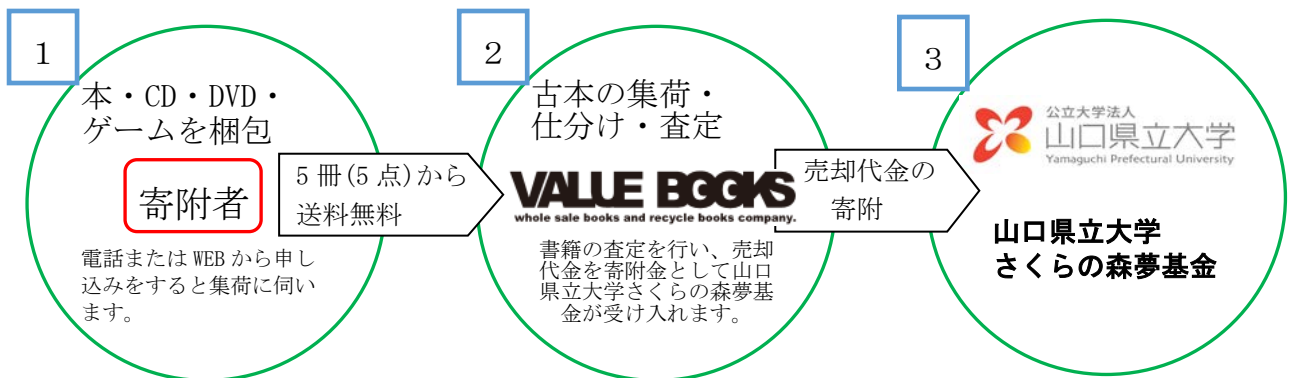 1
本・CD・DVD・
ゲームを梱包
寄附者
電話または WEB から申し
込みをすると集荷に伺い
ます。
5 冊(5 点)から
送料無料
2
古本の集荷・
仕分け・査定
VALUE BOOKS
whole sale books and recycle books company.
書籍の査定を行い、売却
代金を寄附金として山口
県立大学さくらの森夢基
金が受け入れます。
売却代金の
寄附
3
公立大学法人
山口県立大学
Yamaguchi Prefectural University
山口県立大学
さくらの森夢基金